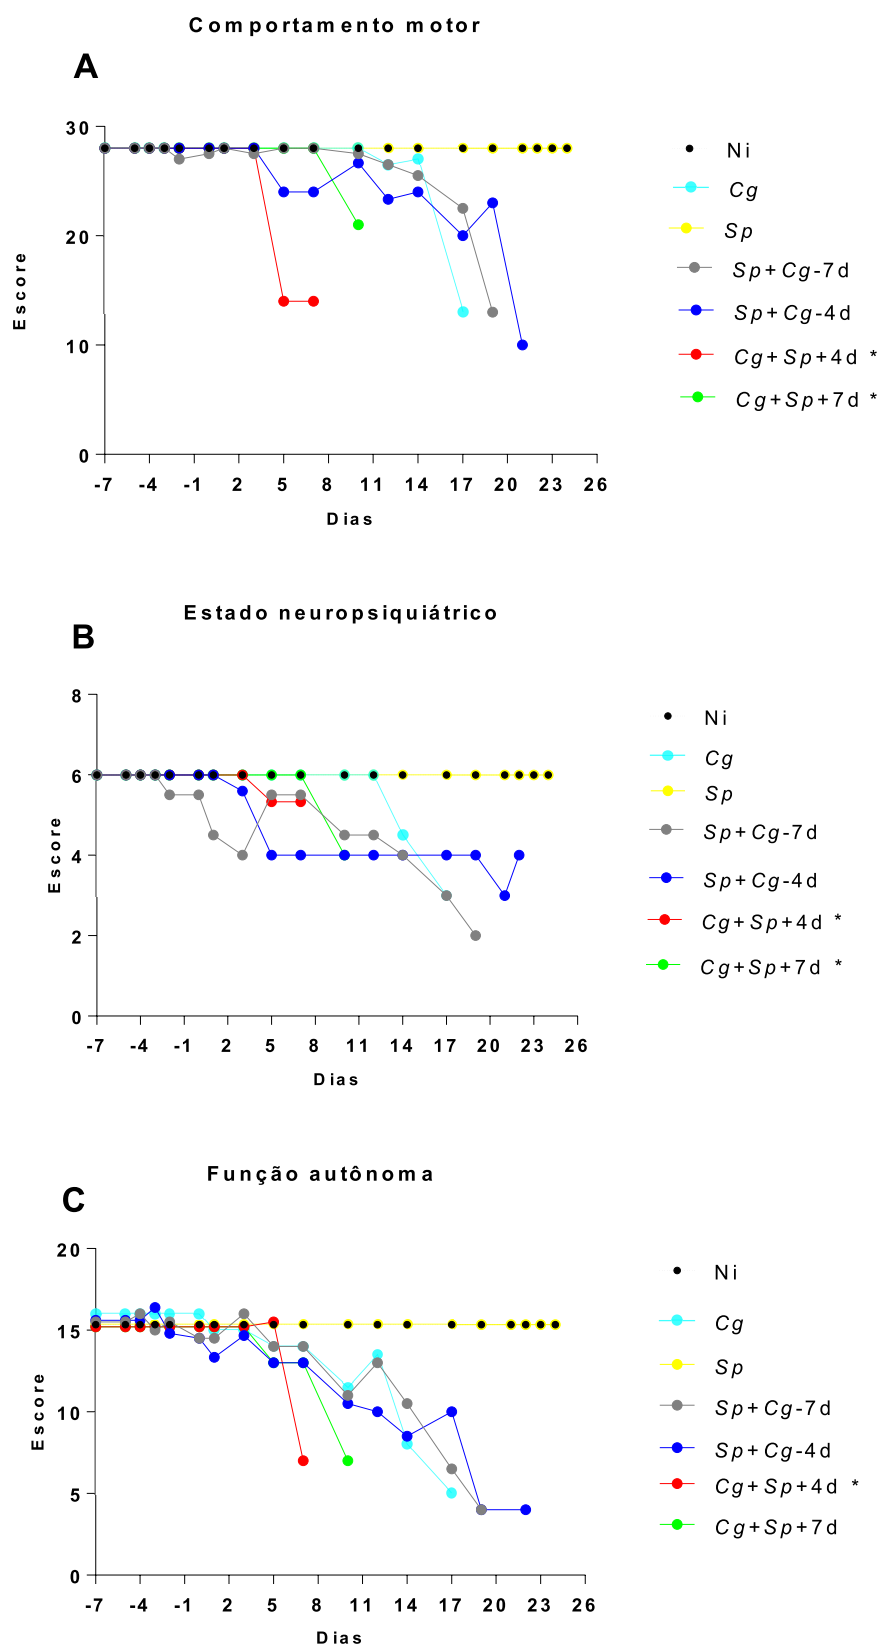 Comportamento motor
A
30
20
10
0
Escore
-7 -4 -1 2 5 8 11 14 17 20 23 26
Dias
Ni
Cg
Sp
Sp+Cg-7d
Sp+Cg-4d
Cg+Sp+4d *
Cg+Sp+7d *
Estado neuropsiquiátrico
B
8
6
4
2
0
Escore
-7 -4 -1 2 5 8 11 14 17 20 23 26
Dias
Ni
Cg
Sp
Sp+Cg-7d
Sp+Cg-4d
Cg+Sp+4d *
Cg+Sp+7d *
Função autônoma
C
20
15
10
5
0
Escore
-7 -4 -1 2 5 8 11 14 17 20 23 26
Dias
Ni
Cg
Sp
Sp+Cg-7d
Sp+Cg-4d
Cg+Sp+4d *
Cg+Sp+7d